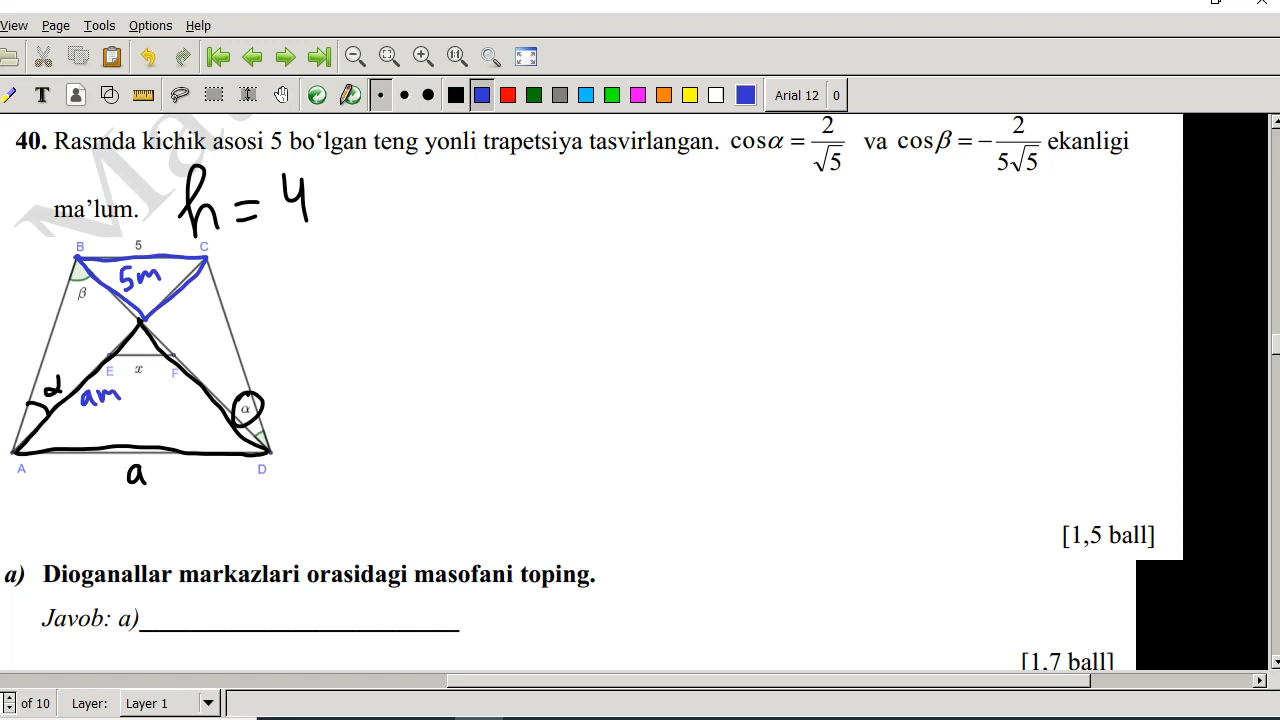 View Page Tools Options Help
Arial 12 0
40. Rasmda kichik asosi 5 bo‘lgan teng yonli trapetsiya tasvirlangan. cosα = 2/√5 va cosβ = −2/(5√5) ekanligi
ma’lum. h = 4
B 5 C
5m
β
E x F
α am α
A D
a
[1,5 ball]
a) Dioganallar markazlari orasidagi masofani toping.
Javob: a)__________________________
[1,7 ball]
of 10 Layer: Layer 1